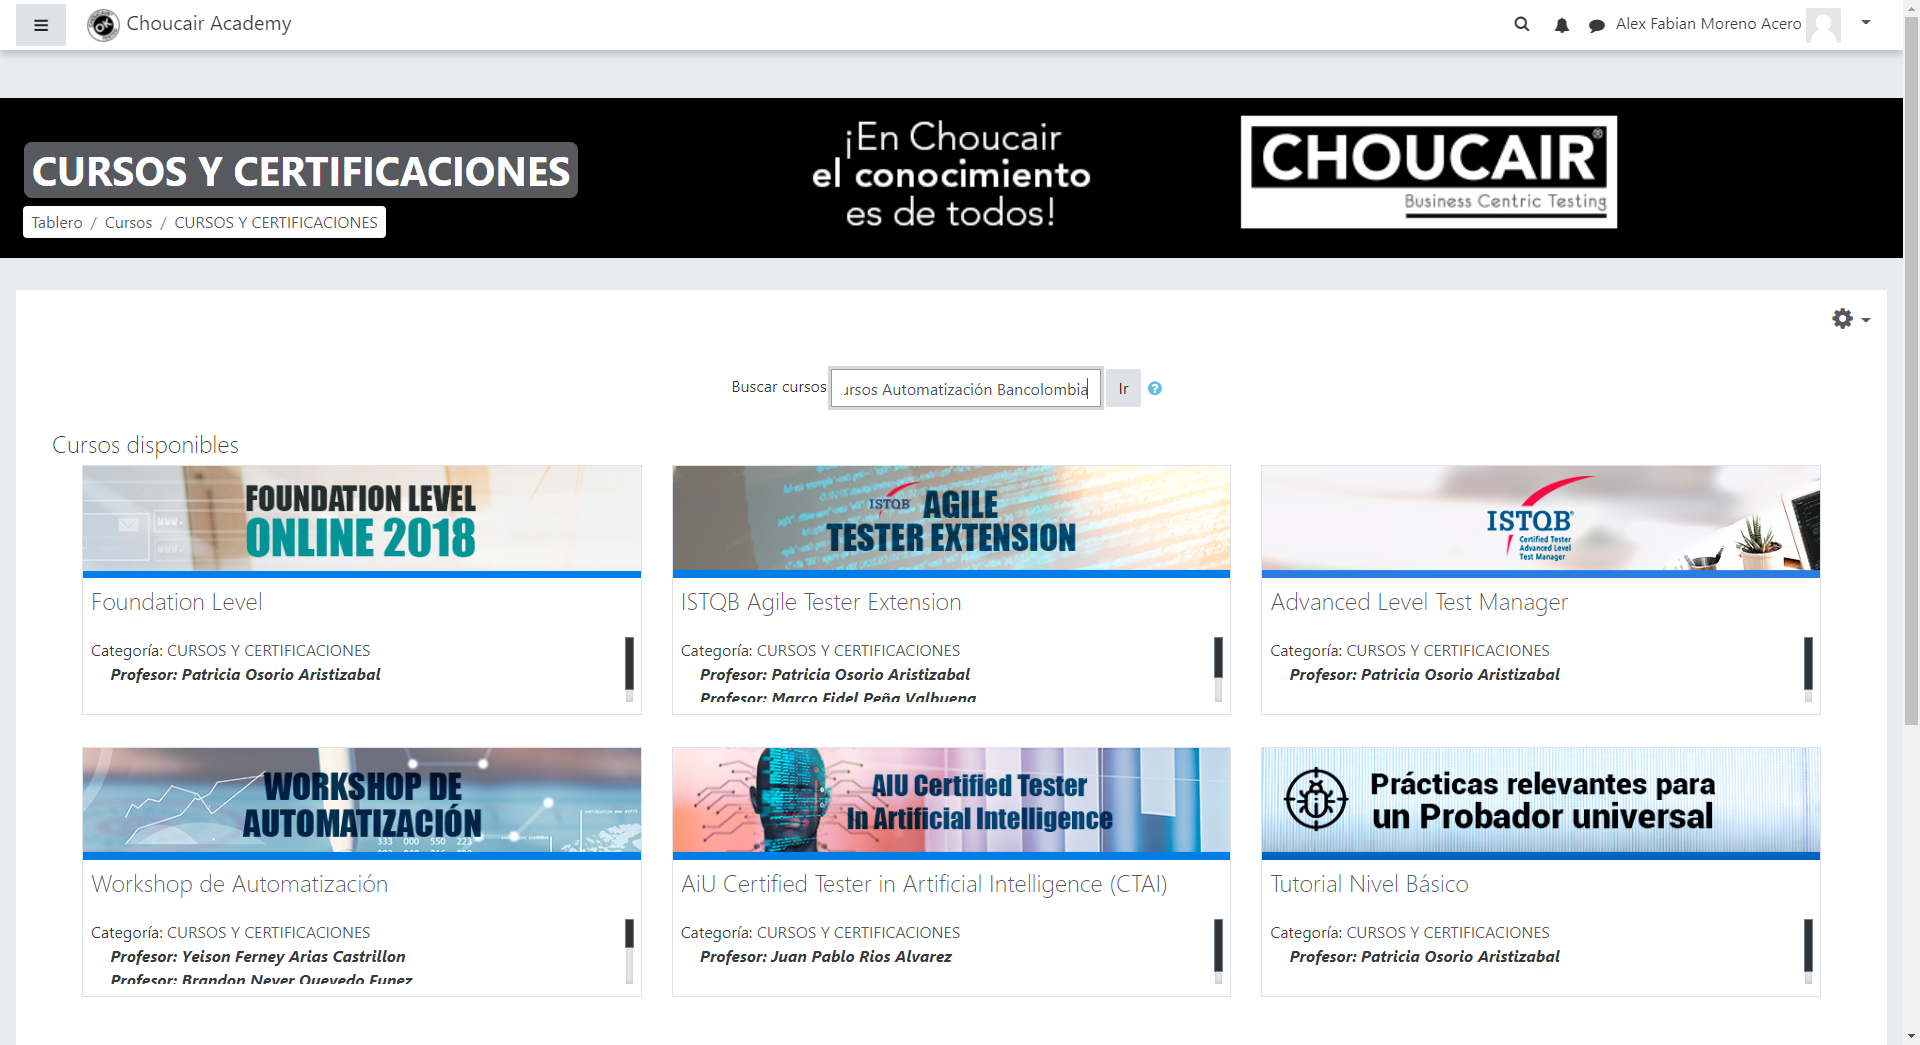 Choucair Academy
Alex Fabian Moreno Acero
CURSOS Y CERTIFICACIONES
Tablero / Cursos / CURSOS Y CERTIFICACIONES
¡En Choucair
el conocimiento
es de todos!
CHOUCAIR®
Business Centric Testing
Buscar cursos
ursos Automatización Bancolombia
Ir
Cursos disponibles
FOUNDATION LEVEL
ONLINE 2018
Foundation Level
Categoría: CURSOS Y CERTIFICACIONES
Profesor: Patricia Osorio Aristizabal
ISTQB® AGILE
TESTER EXTENSION
ISTQB Agile Tester Extension
Categoría: CURSOS Y CERTIFICACIONES
Profesor: Patricia Osorio Aristizabal
Profesor: Marco Fidel Peña Valbuena
ISTQB®
Certified Tester
Advanced Level
Test Manager
Advanced Level Test Manager
Categoría: CURSOS Y CERTIFICACIONES
Profesor: Patricia Osorio Aristizabal
WORKSHOP DE
AUTOMATIZACIÓN
333 000 550 223
Workshop de Automatización
Categoría: CURSOS Y CERTIFICACIONES
Profesor: Yeison Ferney Arias Castrillon
Profesor: Brandon Never Quevedo Funez
AIU Certified Tester
In Artificial Intelligence
AiU Certified Tester in Artificial Intelligence (CTAI)
Categoría: CURSOS Y CERTIFICACIONES
Profesor: Juan Pablo Rios Alvarez
Prácticas relevantes para
un Probador universal
Tutorial Nivel Básico
Categoría: CURSOS Y CERTIFICACIONES
Profesor: Patricia Osorio Aristizabal